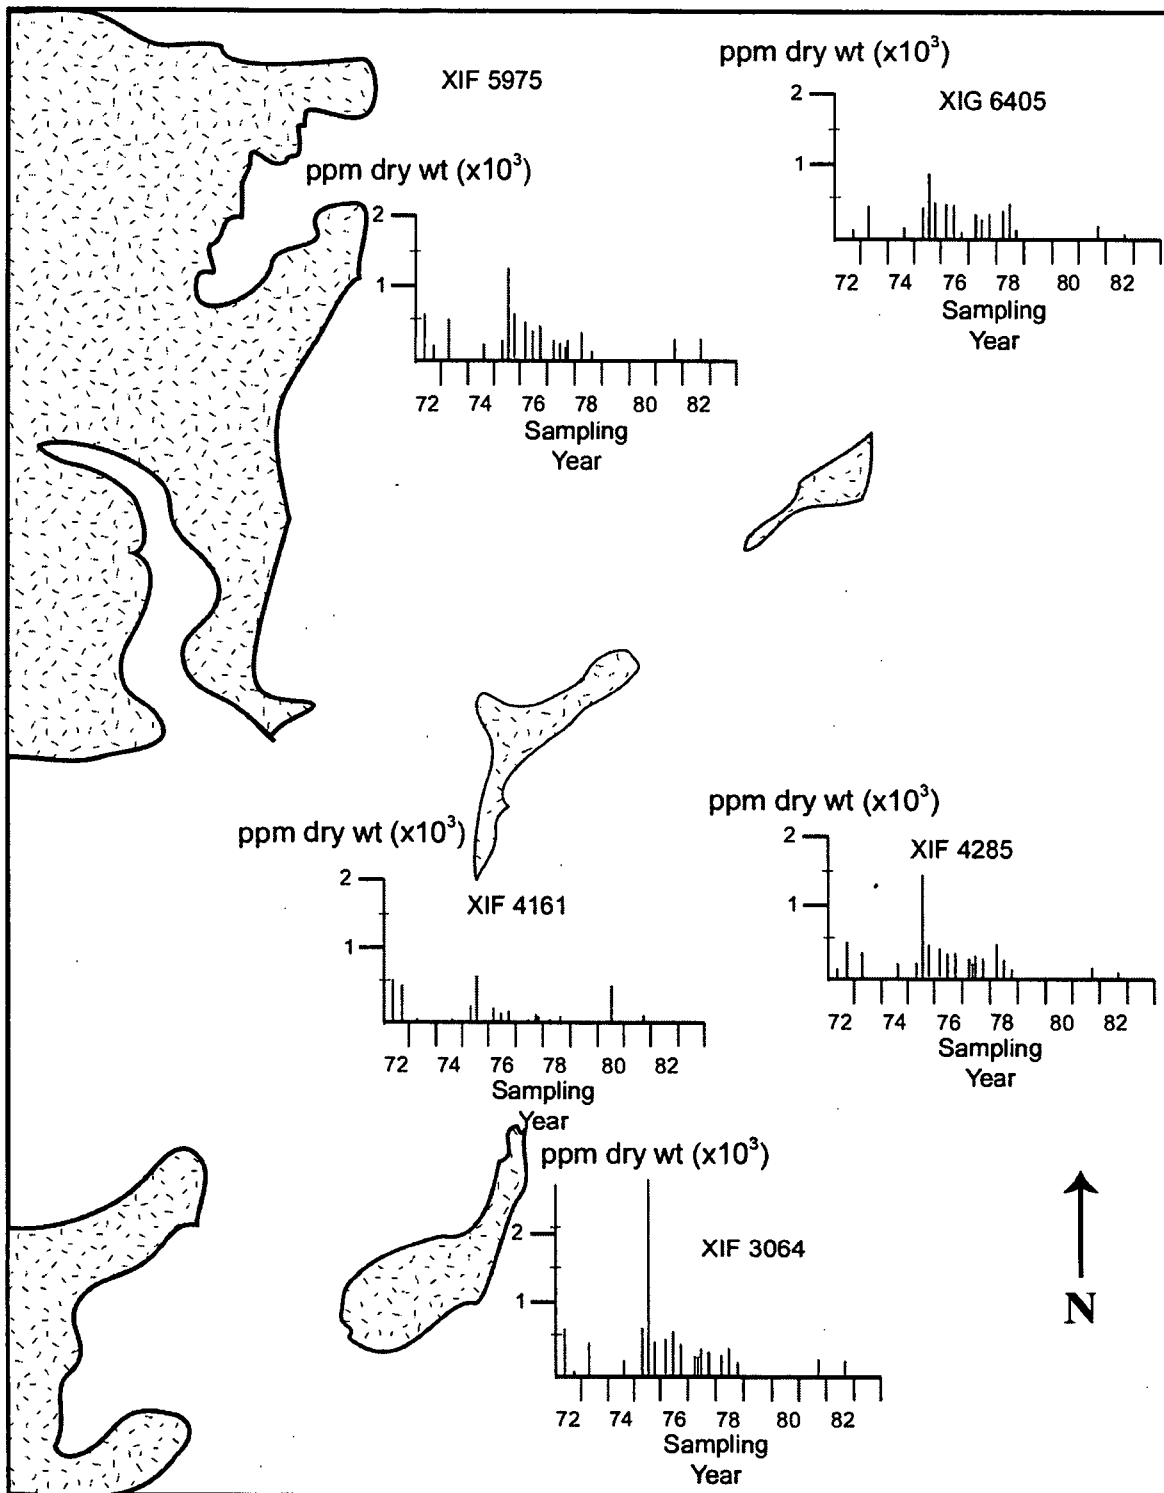 XIF 5975
ppm dry wt (x10³)
2
1
72 74 76 78 80 82
Sampling
Year
ppm dry wt (x10³)
XIG 6405
2
1
72 74 76 78 80 82
Sampling
Year
ppm dry wt (x10³)
XIF 4161
2
1
72 74 76 78 80 82
Sampling
Year
ppm dry wt (x10³)
XIF 4285
2
1
72 74 76 78 80 82
Sampling
Year
ppm dry wt (x10³)
XIF 3064
2
1
72 74 76 78 80 82
Sampling
Year
N